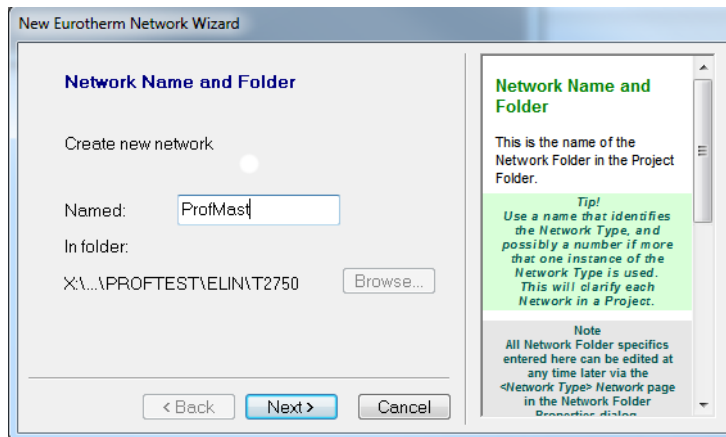 New Eurotherm Network Wizard
Network Name and Folder
Create new network
Named: ProfMast
In folder:
X:\...\PROFTEST\ELIN\T2750 Browse...
< Back Next > Cancel
Network Name and
Folder
This is the name of the
Network Folder in the Project
Folder.
Tip!
Use a name that identifies
the Network Type, and
possibly a number if more
that one instance of the
Network Type is used.
This will clarify each
Network in a Project.
Note
All Network Folder specifics
entered here can be edited at
any time later via the
<Network Type> Network page
in the Network Folder
Properties dialog